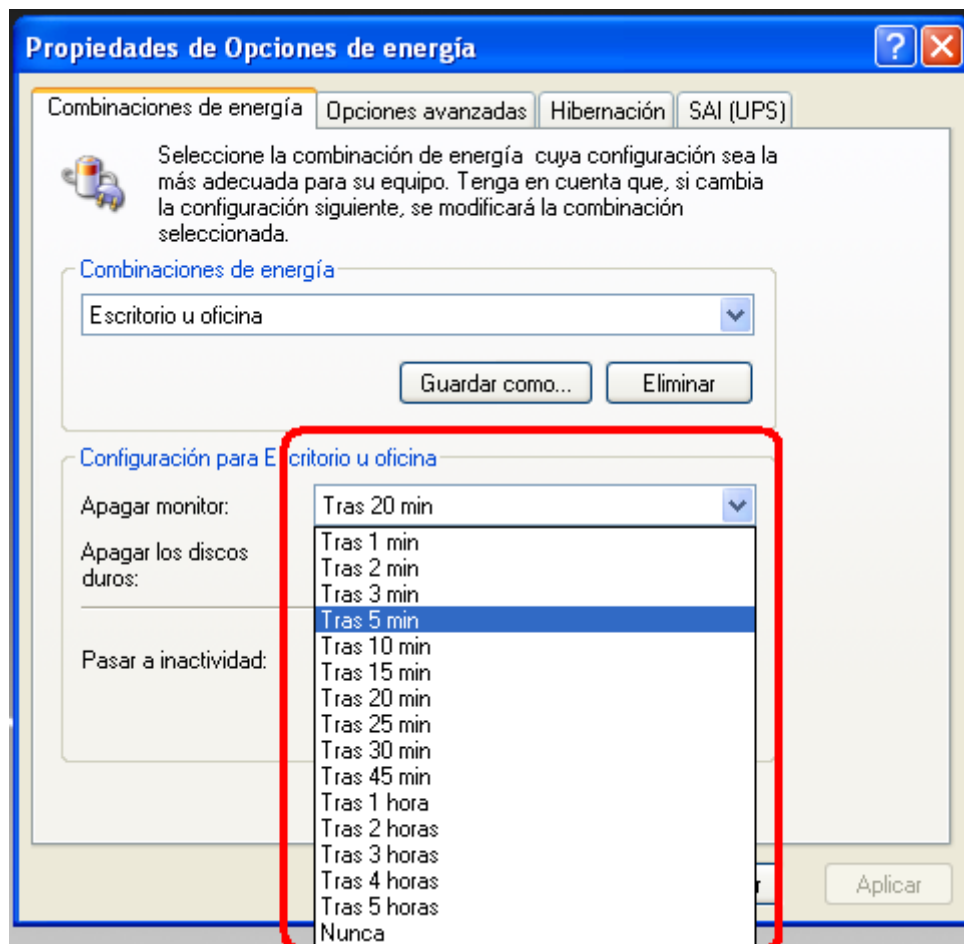 Propiedades de Opciones de energía
Combinaciones de energía Opciones avanzadas Hibernación SAI (UPS)
Seleccione la combinación de energía cuya configuración sea la
más adecuada para su equipo. Tenga en cuenta que, si cambia
la configuración siguiente, se modificará la combinación
seleccionada.
Combinaciones de energía
Escritorio u oficina
Guardar como... Eliminar
Configuración para Escritorio u oficina
Apagar monitor: Tras 20 min
Apagar los discos
duros:
Pasar a inactividad:
Tras 1 min
Tras 2 min
Tras 3 min
Tras 5 min
Tras 10 min
Tras 15 min
Tras 20 min
Tras 25 min
Tras 30 min
Tras 45 min
Tras 1 hora
Tras 2 horas
Tras 3 horas
Tras 4 horas
Tras 5 horas
Nunca
Aplicar